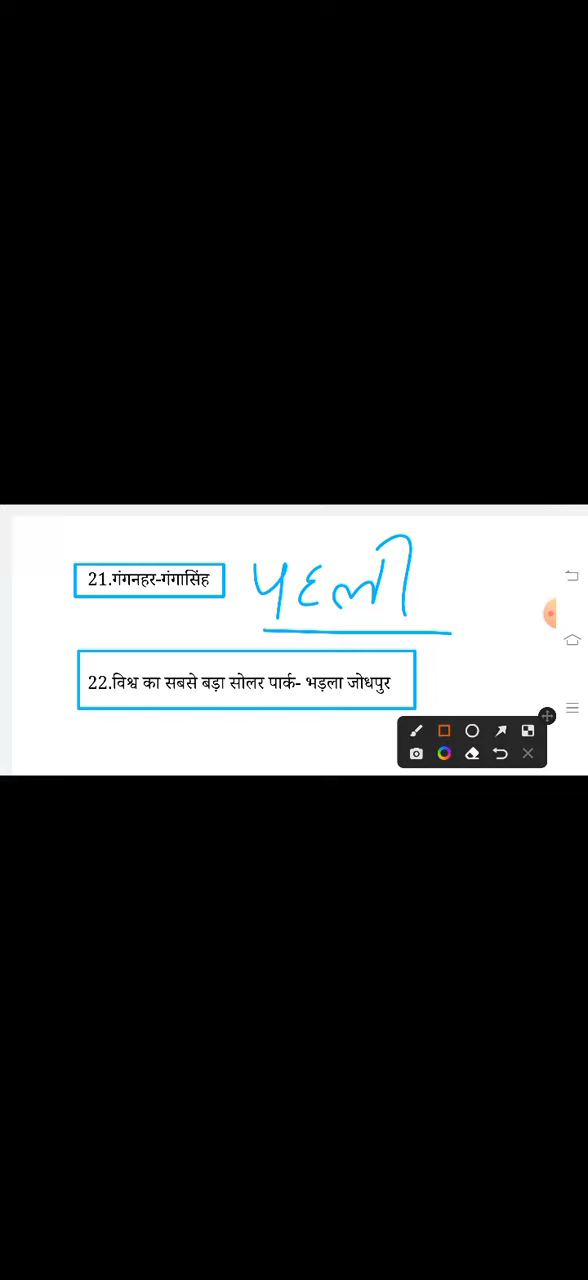 21.गंगनहर-गंगासिंह
पहली
22.विश्व का सबसे बड़ा सोलर पार्क- भड़ला जोधपुर